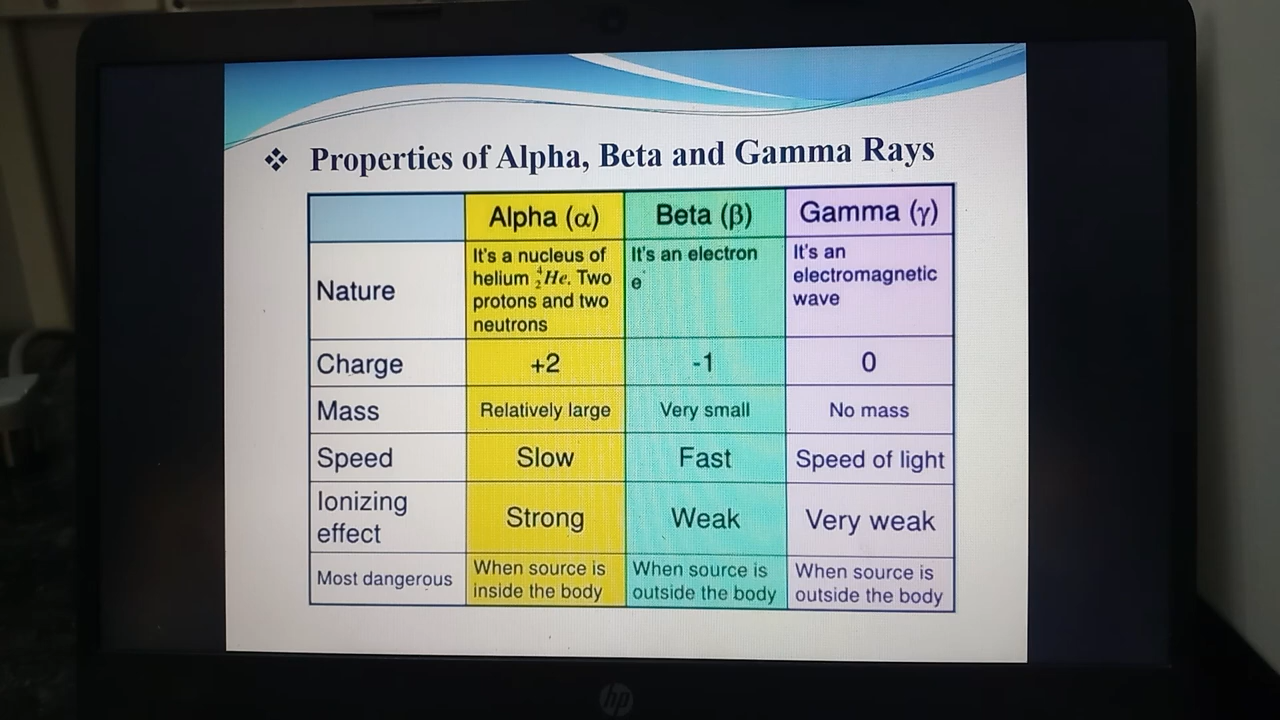 ❖ Properties of Alpha, Beta and Gamma Rays
Alpha (α) Beta (β) Gamma (γ)
Nature
It's a nucleus of
helium ⁴₂He. Two
protons and two
neutrons
It's an electron
e⁻
It's an
electromagnetic
wave
Charge +2 -1 0
Mass Relatively large Very small No mass
Speed Slow Fast Speed of light
Ionizing
effect
Strong Weak Very weak
Most dangerous
When source is
inside the body
When source is
outside the body
When source is
outside the body
hp